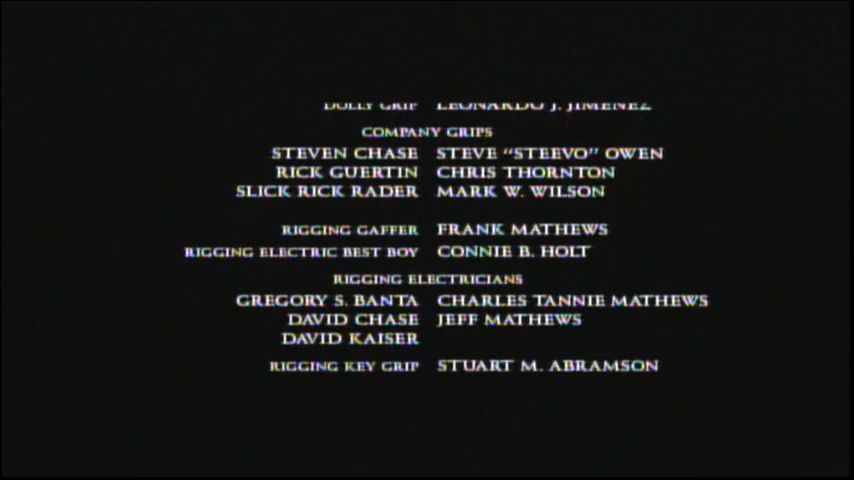 DOLLY GRIP LEONARDO J. JIMENEZ
COMPANY GRIPS
STEVEN CHASE STEVE "STEEVO" OWEN
RICK GUERTIN CHRIS THORNTON
SLICK RICK RADER MARK W. WILSON
RIGGING GAFFER FRANK MATHEWS
RIGGING ELECTRIC BEST BOY CONNIE B. HOLT
RIGGING ELECTRICIANS
GREGORY S. BANTA CHARLES TANNIE MATHEWS
DAVID CHASE JEFF MATHEWS
DAVID KAISER
RIGGING KEY GRIP STUART M. ABRAMSON